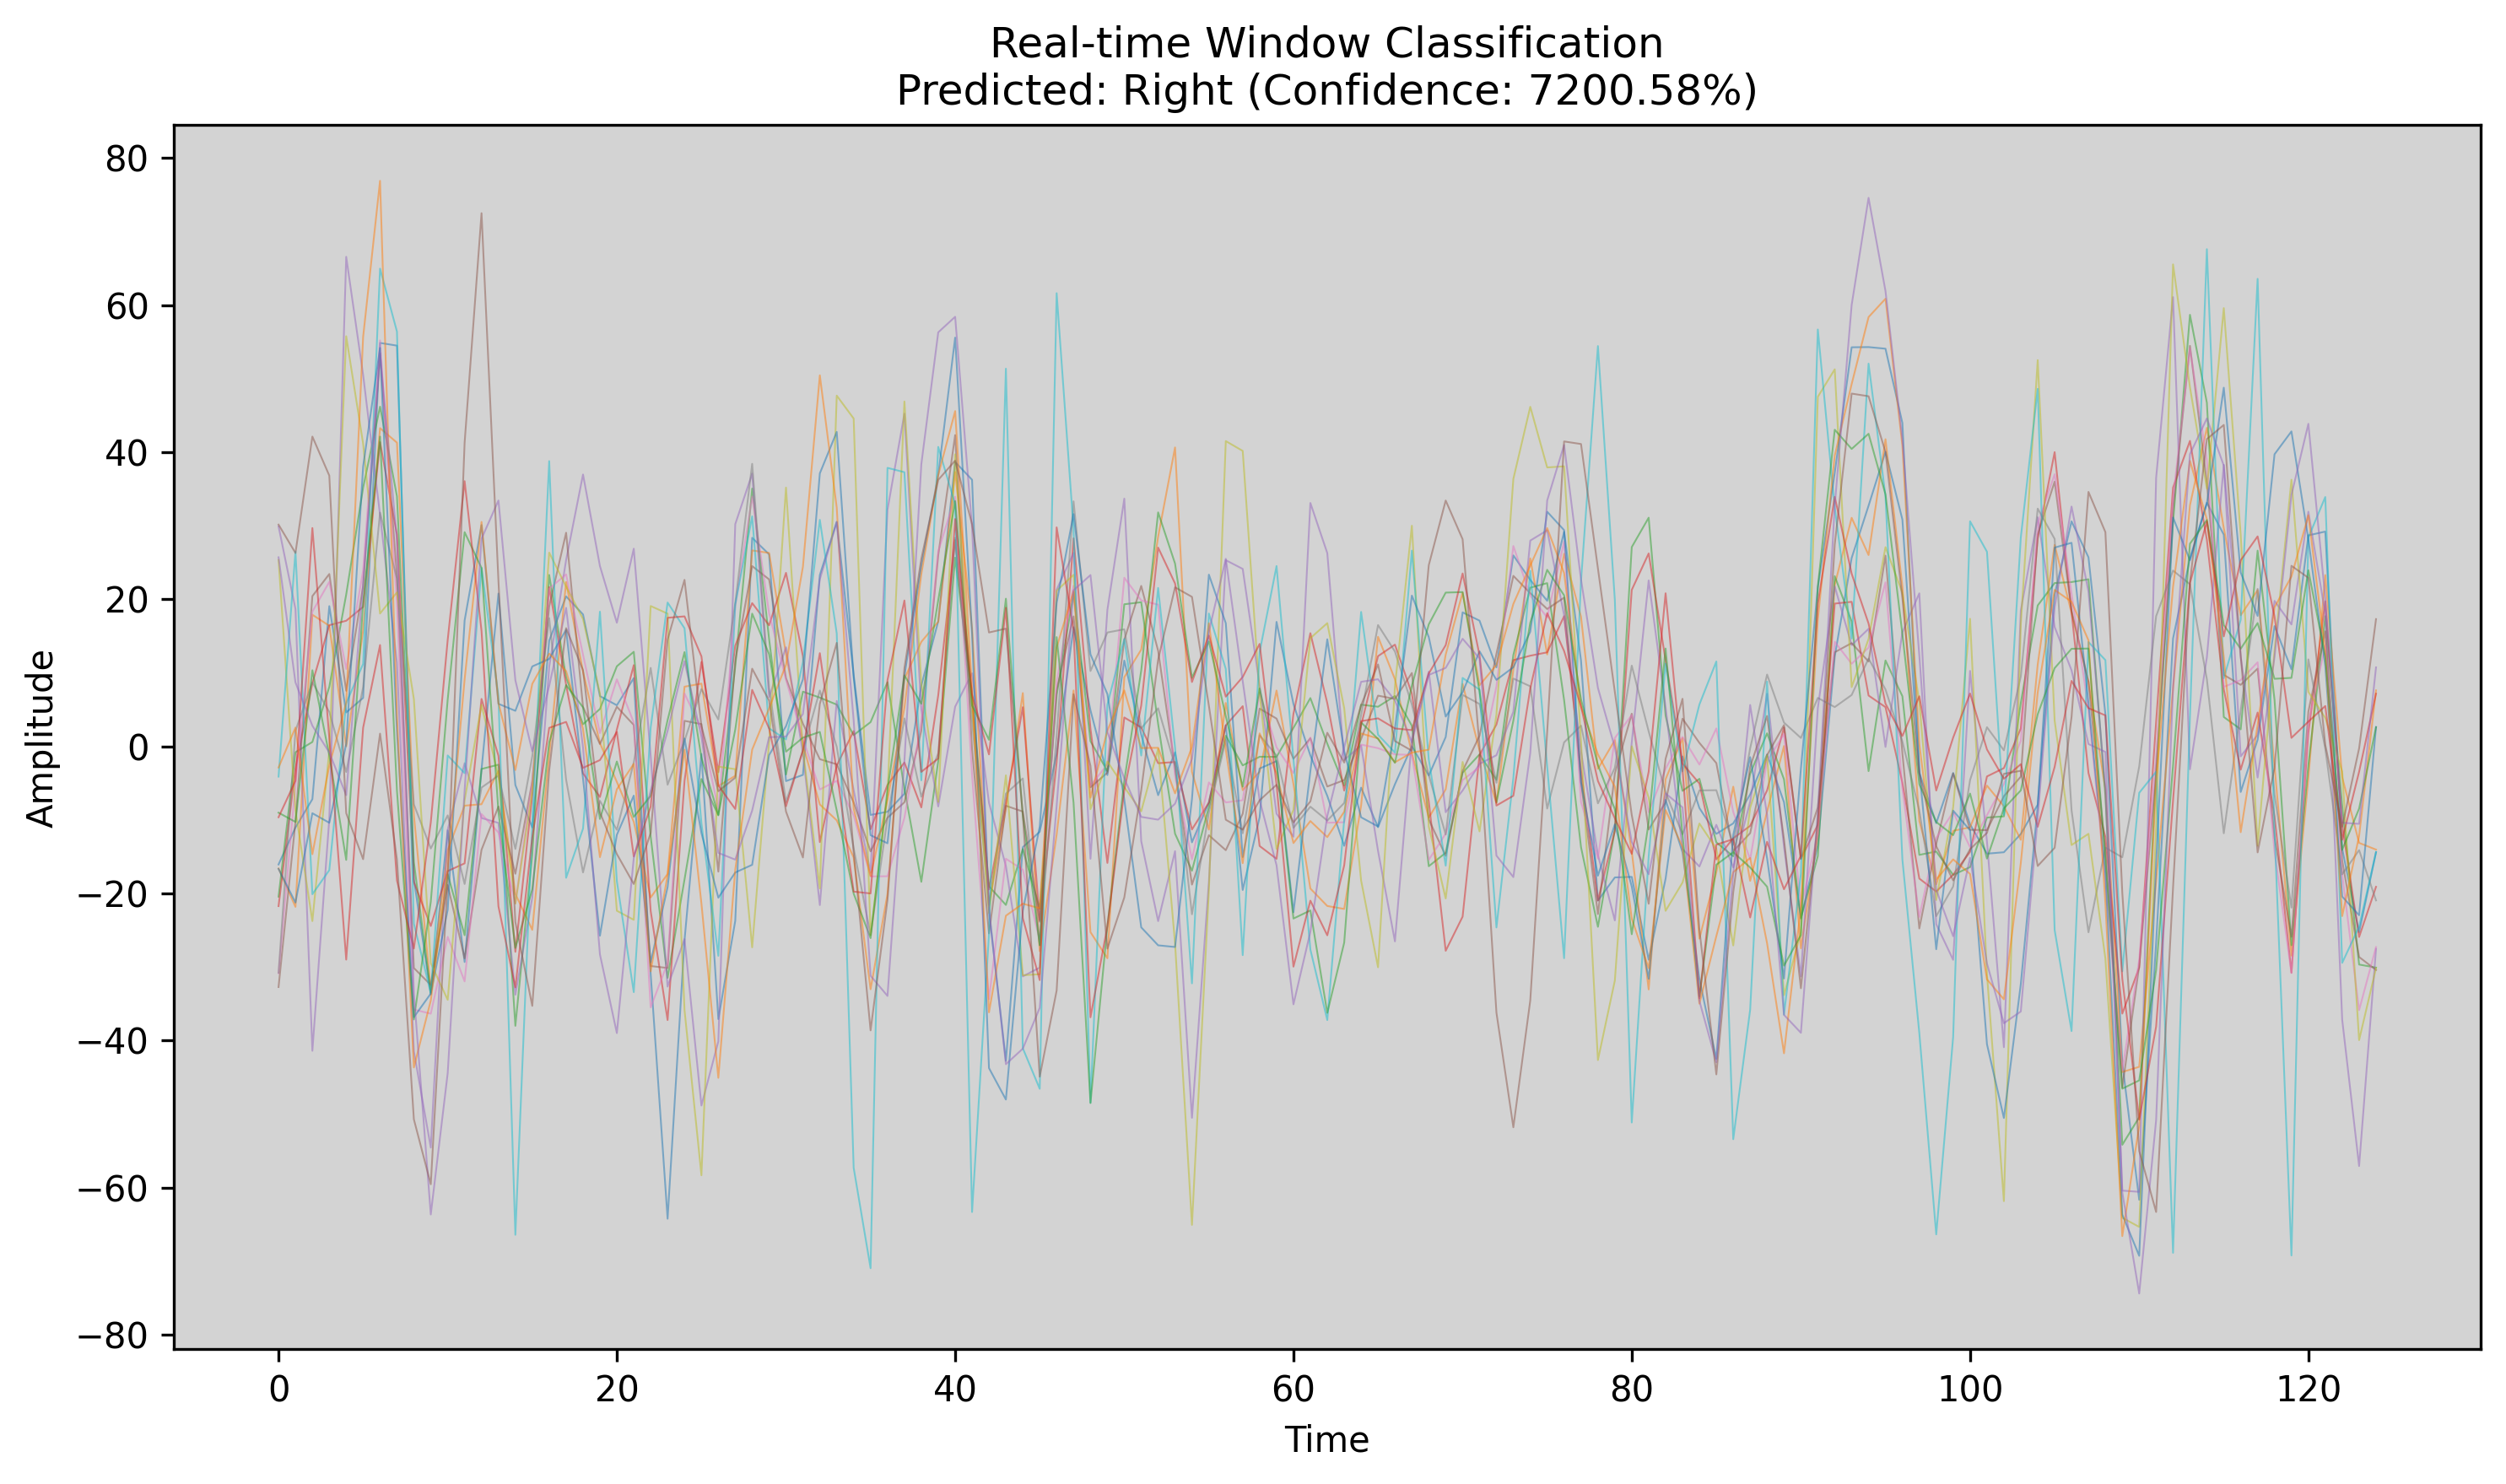 Real-time Window Classification
Predicted: Right (Confidence: 7200.58%)
80
60
40
20
0
−20
−40
−60
−80
Amplitude
0 20 40 60 80 100 120
Time